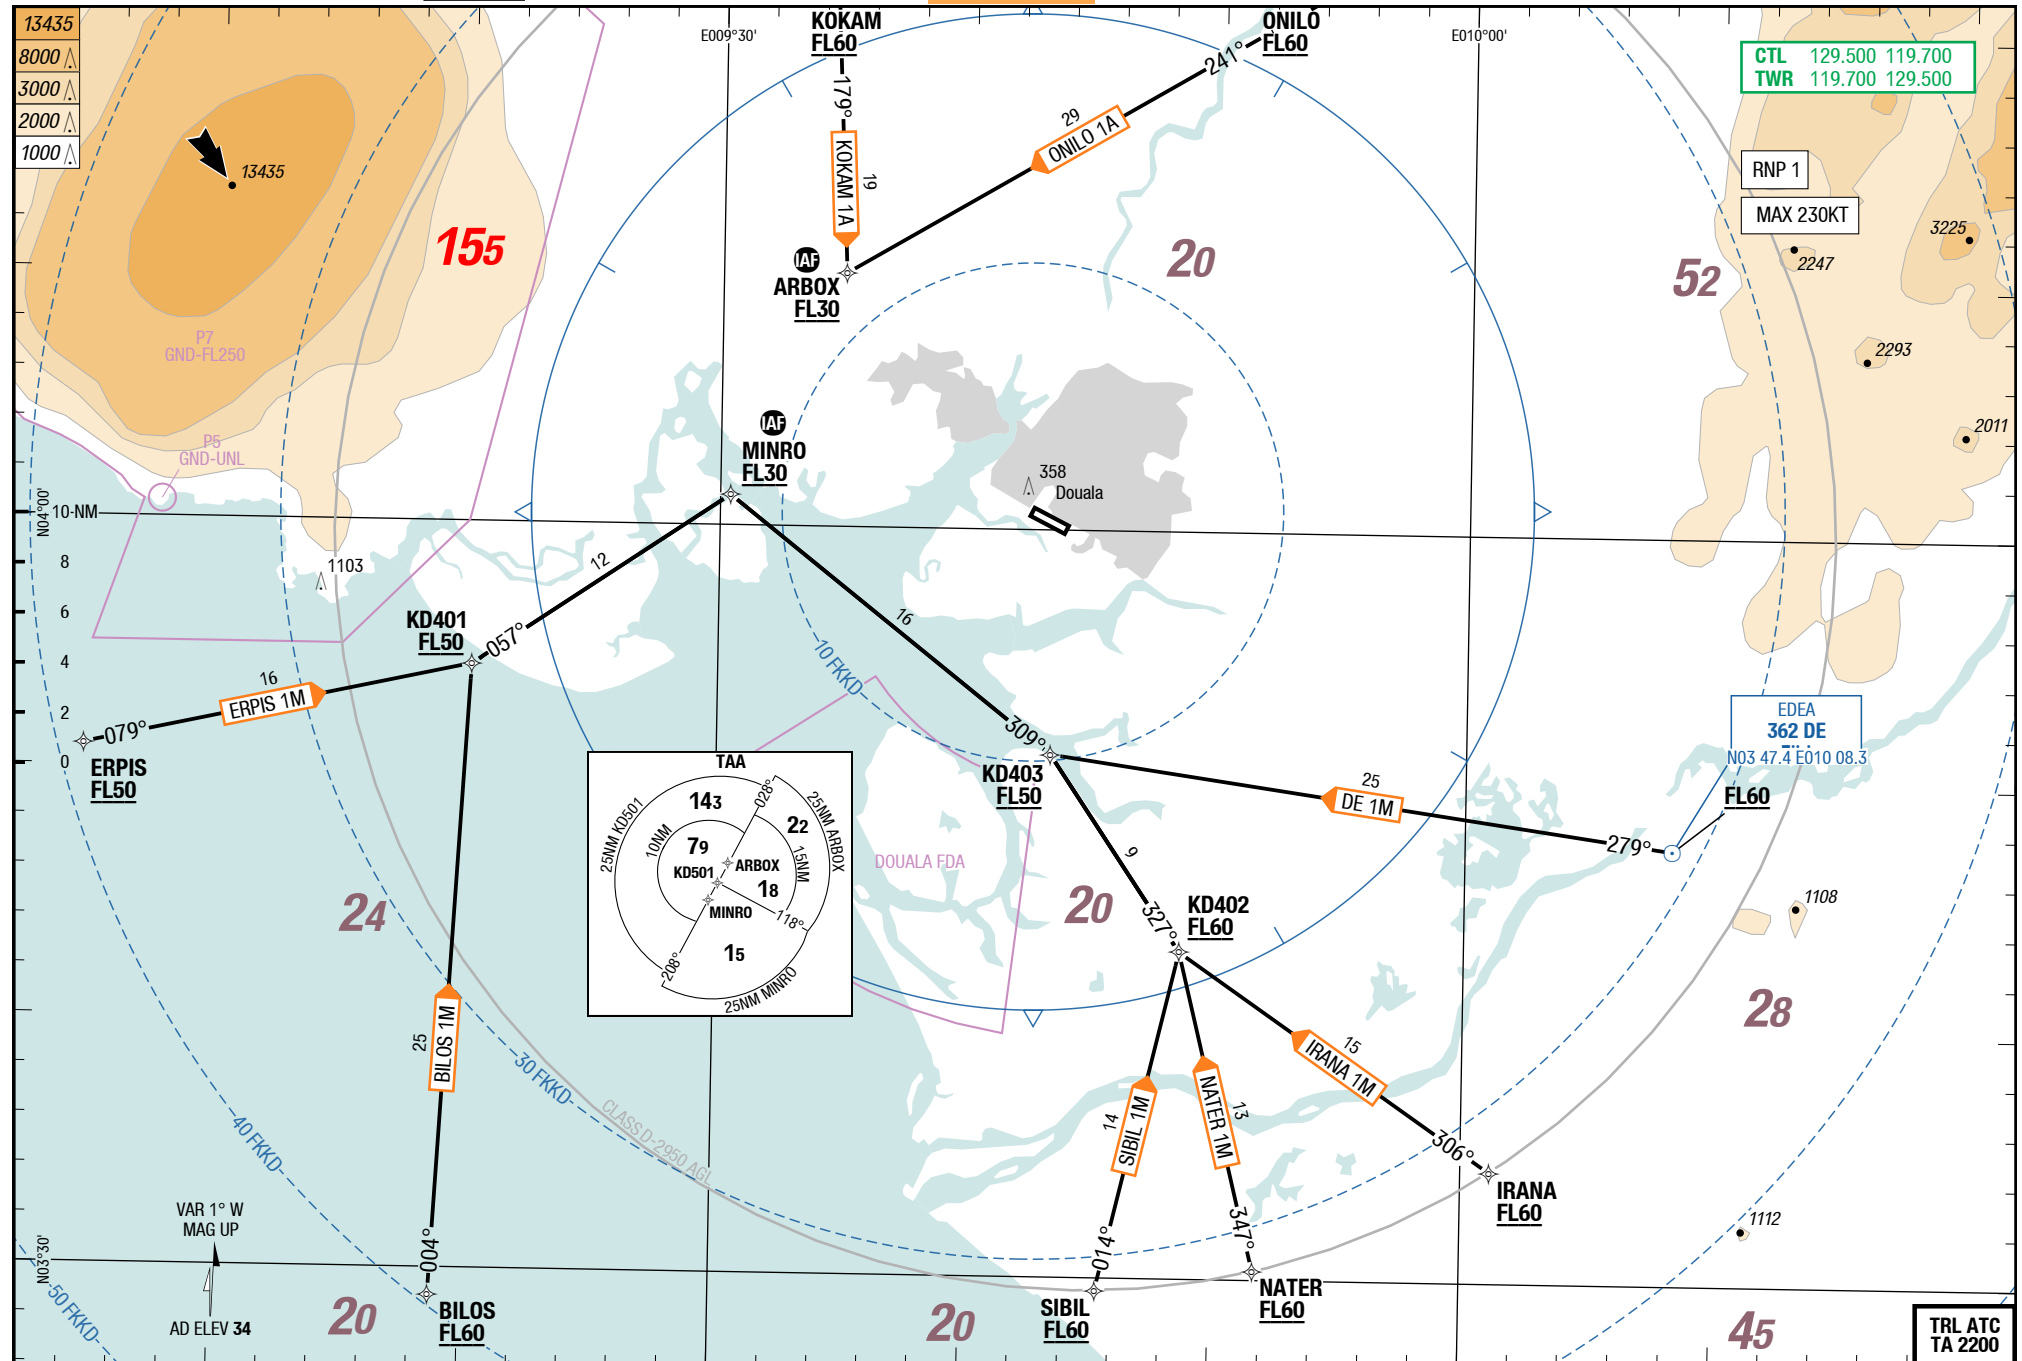 13435
8000
3000
2000
1000
KOKAM
FL60
E009°30'
ONILO
FL60
E010°00'
CTL 129.500 119.700
TWR 119.700 129.500
RNP 1
MAX 230KT
179°
KOKAM 1A
19
241°
29
ONILO 1A
13435
155
20
52
3225
2247
2293
2011
IAF
ARBOX
FL30
P7
GND-FL250
P5
GND-UNL
IAF
MINRO
FL30
358
Douala
N04°00'
10-NM
8
6
4
2
0
1103
12
KD401
FL50
057°
16
16
ERPIS 1M
079°
ERPIS
FL50
10 FKKD
309°
KD403
FL50
EDEA
362 DE
N03 47.4 E010 08.3
FL60
25
DE 1M
279°
TAA
143
028°
25NM KD501
25NM ARBOX
10NM
79
22
15NM
ARBOX
KD501
18
MINRO
118°
15
208°
25NM MINRO
DOUALA FDA
9
20
327°
KD402
FL60
1108
24
28
25
BILOS 1M
30 FKKD
40 FKKD
50 FKKD
CLASS D-2950 AGL
14
SIBIL 1M
13
NATER 1M
15
IRANA 1M
306°
IRANA
FL60
1112
VAR 1° W
MAG UP
AD ELEV 34
N03°30'
004°
BILOS
FL60
20
20
014°
SIBIL
FL60
347°
NATER
FL60
45
TRL ATC
TA 2200